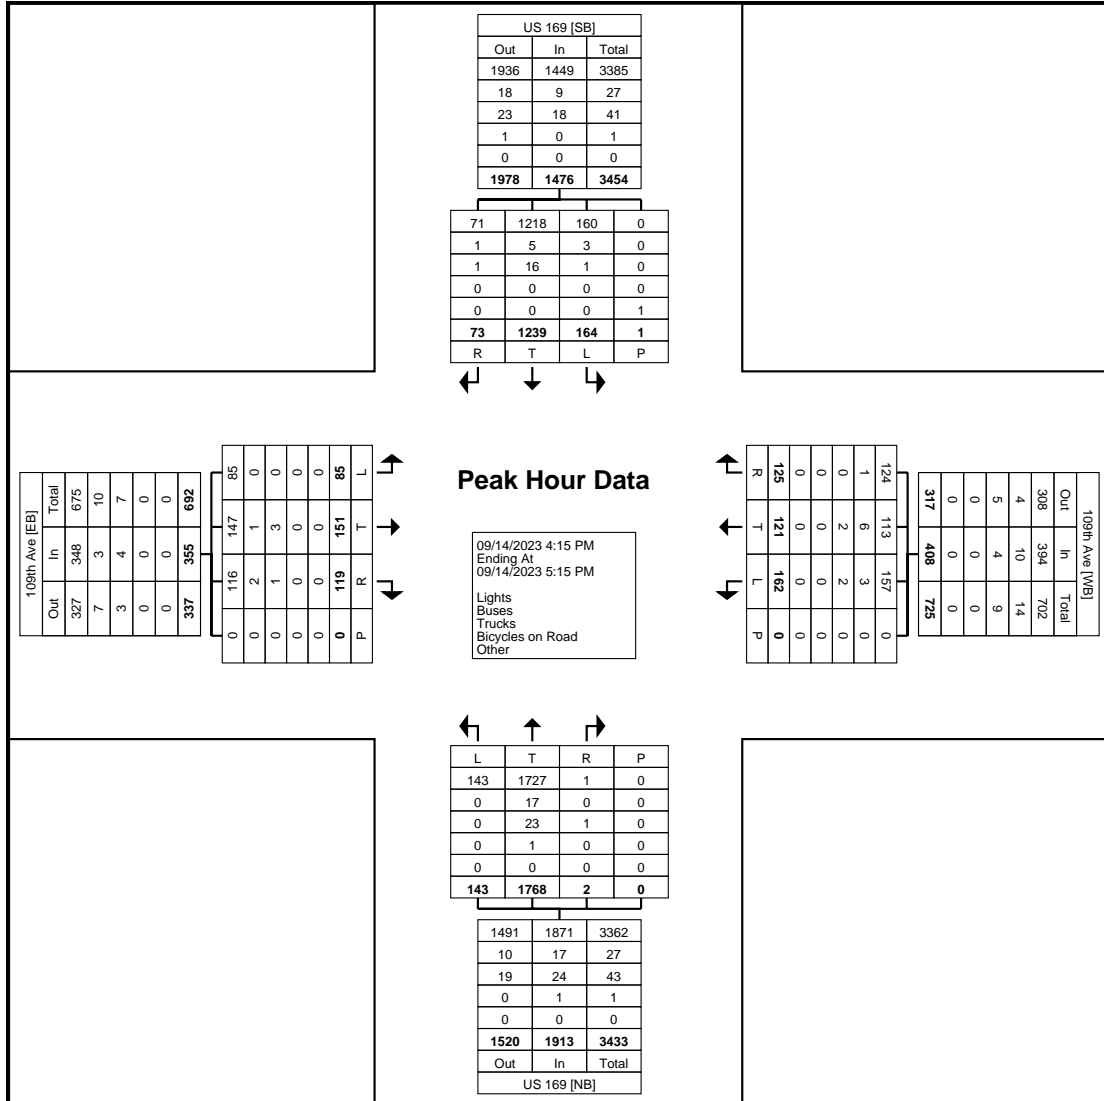 US 169 [SB]
Out In Total
1936 1449 3385
18 9 27
23 18 41
1 0 1
0 0 0
1978 1476 3454
71 1218 160 0
1 5 3 0
1 16 1 0
0 0 0 0
0 0 0 1
73 1239 164 1
R T L P
109th Ave [EB]
Total 675 10 7 0 0 692
In 348 3 4 0 0 355
Out 327 7 3 0 0 337
85 0 0 0 0 85 L
147 1 3 0 0 151 T
116 2 1 0 0 119 R
0 0 0 0 0 0 P
Peak Hour Data
09/14/2023 4:15 PM
Ending At
09/14/2023 5:15 PM
Lights
Buses
Trucks
Bicycles on Road
Other
R 125 0 0 0 1 124
T 121 0 0 2 6 113
L 162 0 0 2 3 157
P 0 0 0 0 0 0
317 0 0 5 4 308 Out
408 0 0 4 10 394 In
725 0 0 9 14 702 Total
109th Ave [WB]
L T R P
143 1727 1 0
0 17 0 0
0 23 1 0
0 1 0 0
0 0 0 0
143 1768 2 0
1491 1871 3362
10 17 27
19 24 43
0 1 1
0 0 0
1520 1913 3433
Out In Total
US 169 [NB]